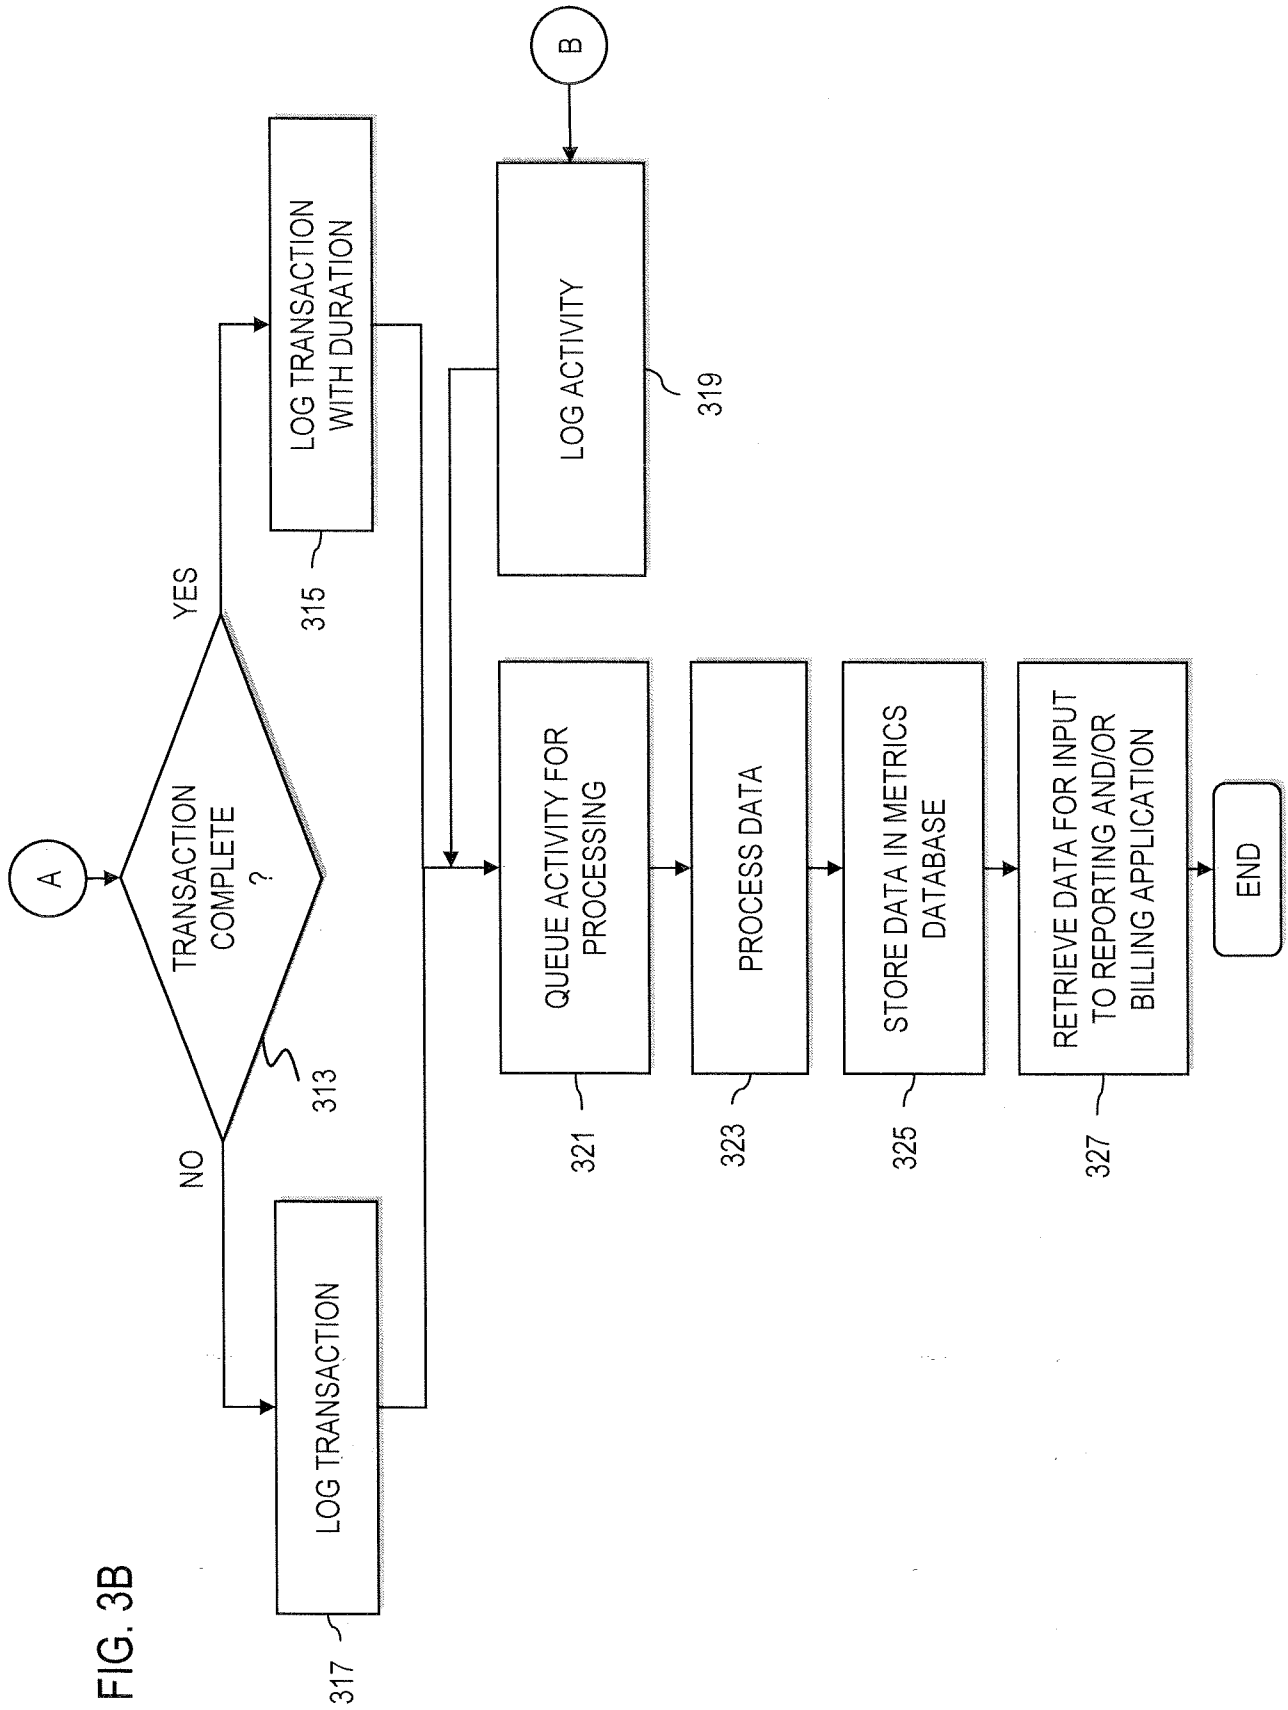 FIG. 3B
A
TRANSACTION
COMPLETE
?
NO
YES
313
LOG TRANSACTION
317
LOG TRANSACTION
WITH DURATION
315
B
LOG ACTIVITY
319
QUEUE ACTIVITY FOR
PROCESSING
321
PROCESS DATA
323
STORE DATA IN METRICS
DATABASE
325
RETRIEVE DATA FOR INPUT
TO REPORTING AND/OR
BILLING APPLICATION
327
END